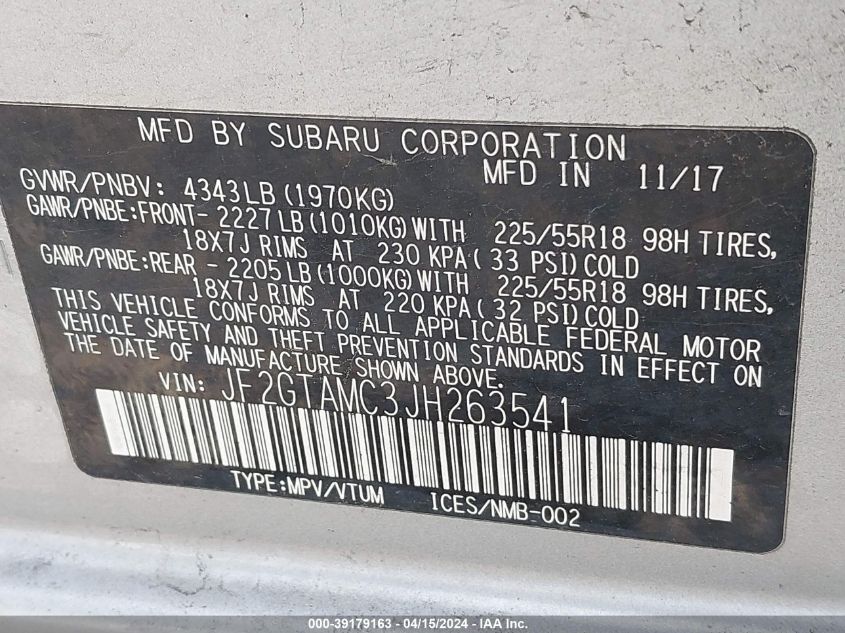 MFD BY SUBARU CORPORATION
MFD IN 11/17
GVWR/PNBV: 4343LB (1970KG)
GAWR/PNBE:FRONT- 2227LB(1010KG)WITH 225/55R18 98H TIRES,
18X7J RIMS AT 230 KPA( 33 PSI)COLD
GAWR/PNBE:REAR - 2205LB(1000KG)WITH 225/55R18 98H TIRES,
18X7J RIMS AT 220 KPA( 32 PSI)COLD
THIS VEHICLE CONFORMS TO ALL APPLICABLE FEDERAL MOTOR
VEHICLE SAFETY AND THEFT PREVENTION STANDARDS IN EFFECT ON
THE DATE OF MANUFACTURE SHOWN ABOVE.
VIN: JF2GTAMC3JH263541
TYPE:MPV/VTUM ICES/NMB-002
000-39179163 - 04/15/2024 - IAAI.com